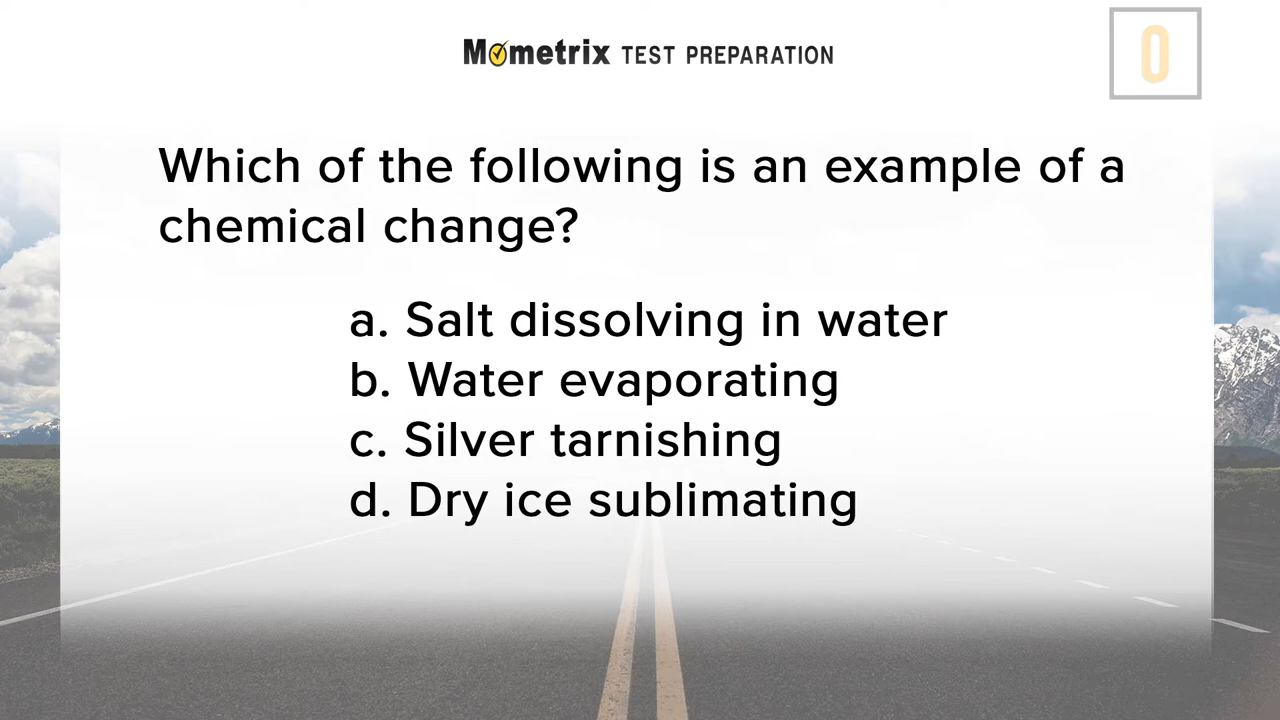 Mometrix TEST PREPARATION
0
Which of the following is an example of a
chemical change?
a. Salt dissolving in water
b. Water evaporating
c. Silver tarnishing
d. Dry ice sublimating